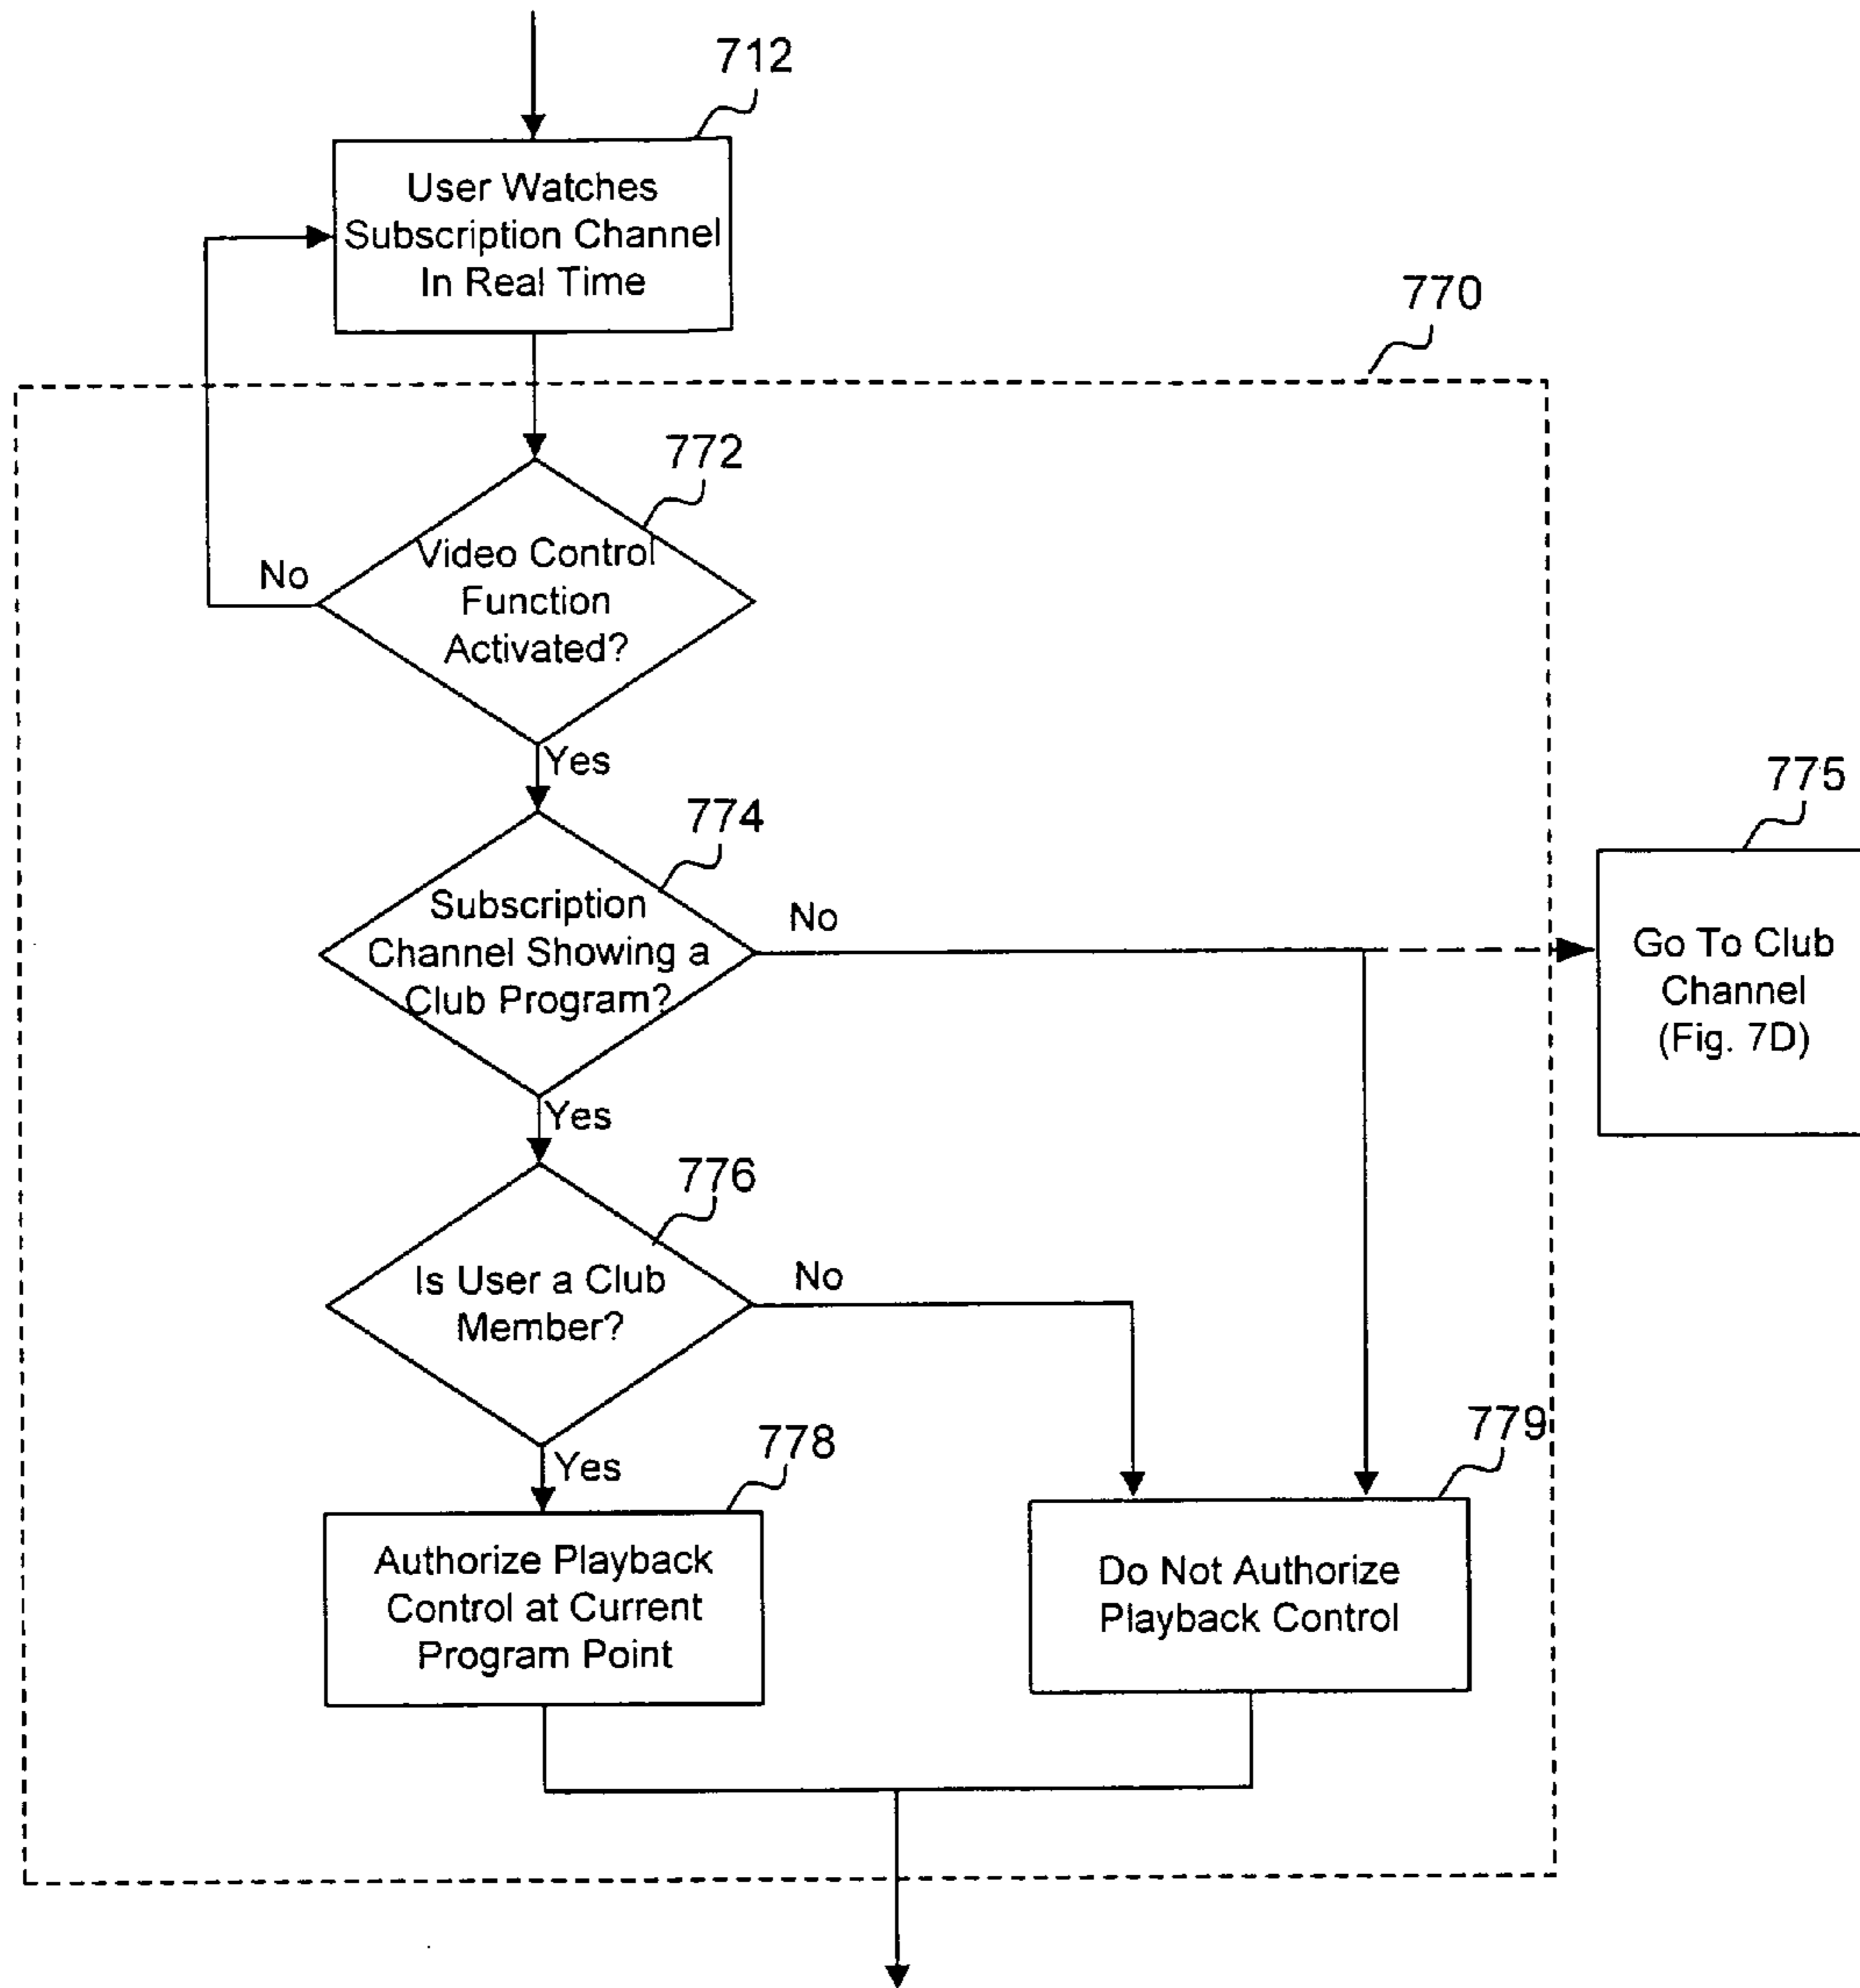 712
User Watches
Subscription Channel
In Real Time
770
772
Video Control
Function
Activated?
No
Yes
774
Subscription
Channel Showing a
Club Program?
No
775
Go To Club
Channel
(Fig. 7D)
Yes
776
Is User a Club
Member?
No
Yes
778
Authorize Playback
Control at Current
Program Point
779
Do Not Authorize
Playback Control